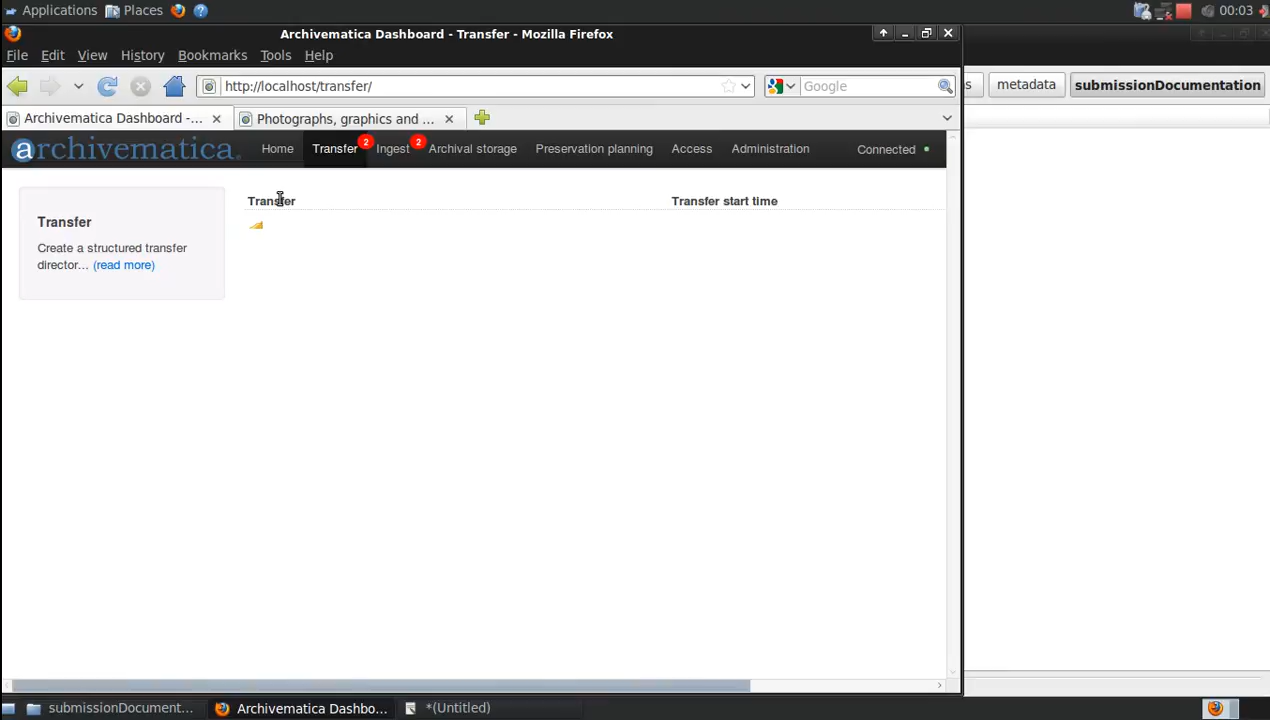 Applications Places 00:03
Archivematica Dashboard - Transfer - Mozilla Firefox
File Edit View History Bookmarks Tools Help
http://localhost/transfer/ Google
metadata submissionDocumentation
Archivematica Dashboard -... Photographs, graphics and ...
archivematica. Home Transfer 2 Ingest 2 Archival storage Preservation planning Access Administration Connected
Transfer Transfer start time
Transfer
Create a structured transfer
director... (read more)
submissionDocument... Archivematica Dashbo... *(Untitled)